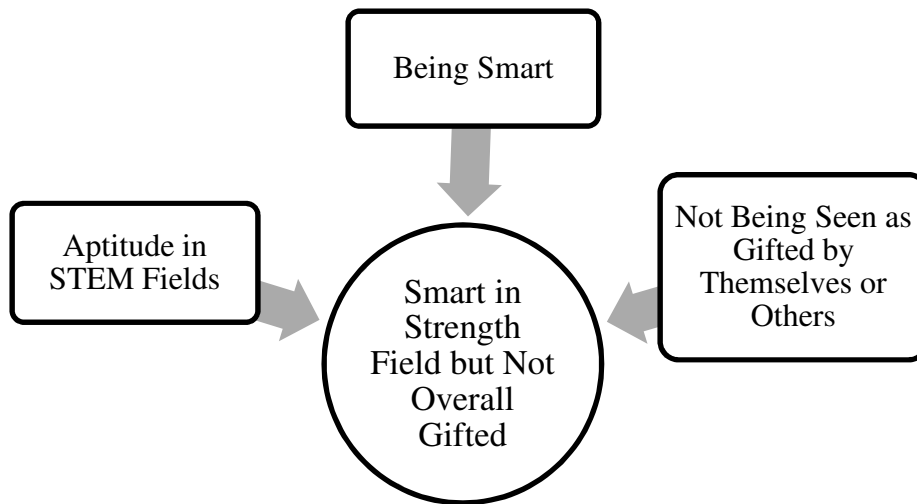 Being Smart
Aptitude in
STEM Fields
Not Being Seen as
Gifted by
Themselves or
Others
Smart in
Strength
Field but Not
Overall
Gifted